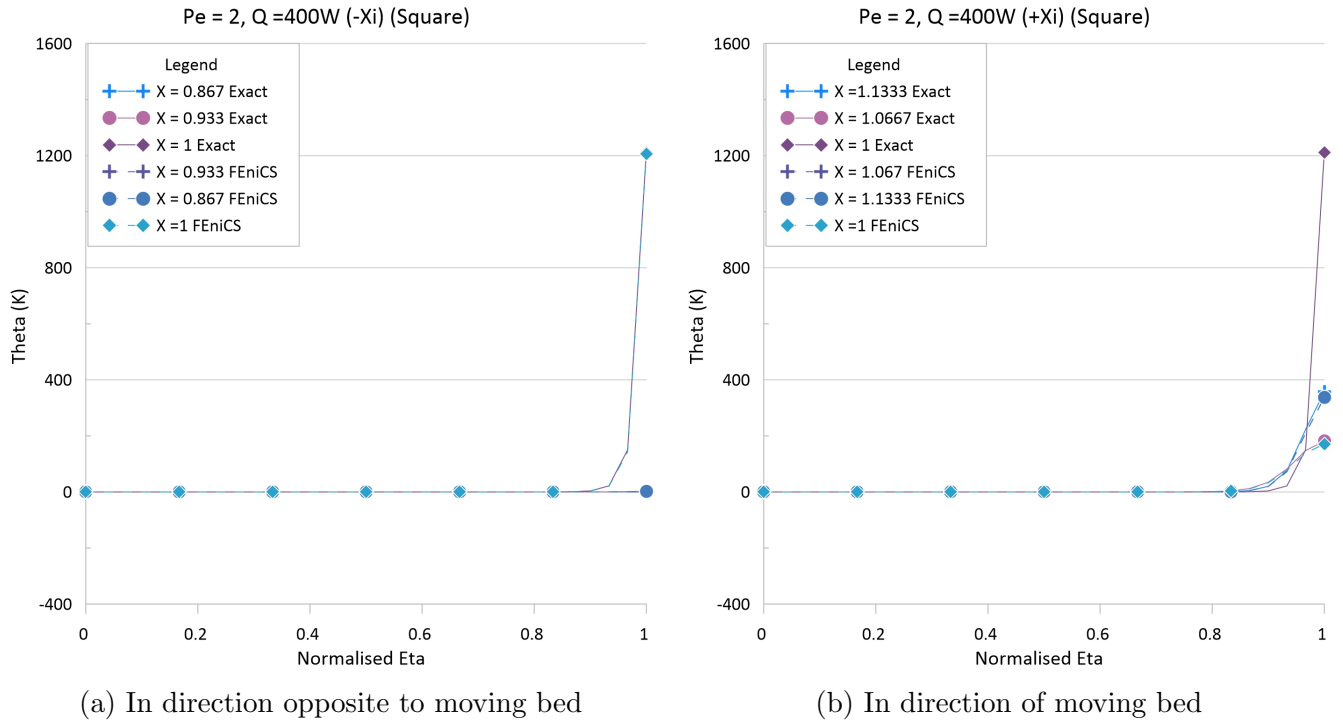 Pe = 2, Q =400W (-Xi) (Square)
1600
1200
800
400
0
-400
Theta (K)
Legend
X = 0.867 Exact
X = 0.933 Exact
X = 1 Exact
X = 0.933 FEniCS
X = 0.867 FEniCS
X =1 FEniCS
0 0.2 0.4 0.6 0.8 1
Normalised Eta
(a) In direction opposite to moving bed
Pe = 2, Q =400W (+Xi) (Square)
1600
1200
800
400
0
-400
Theta (K)
Legend
X =1.1333 Exact
X = 1.0667 Exact
X = 1 Exact
X = 1.067 FEniCS
X = 1.1333 FEniCS
X =1 FEniCS
0 0.2 0.4 0.6 0.8 1
Normalised Eta
(b) In direction of moving bed